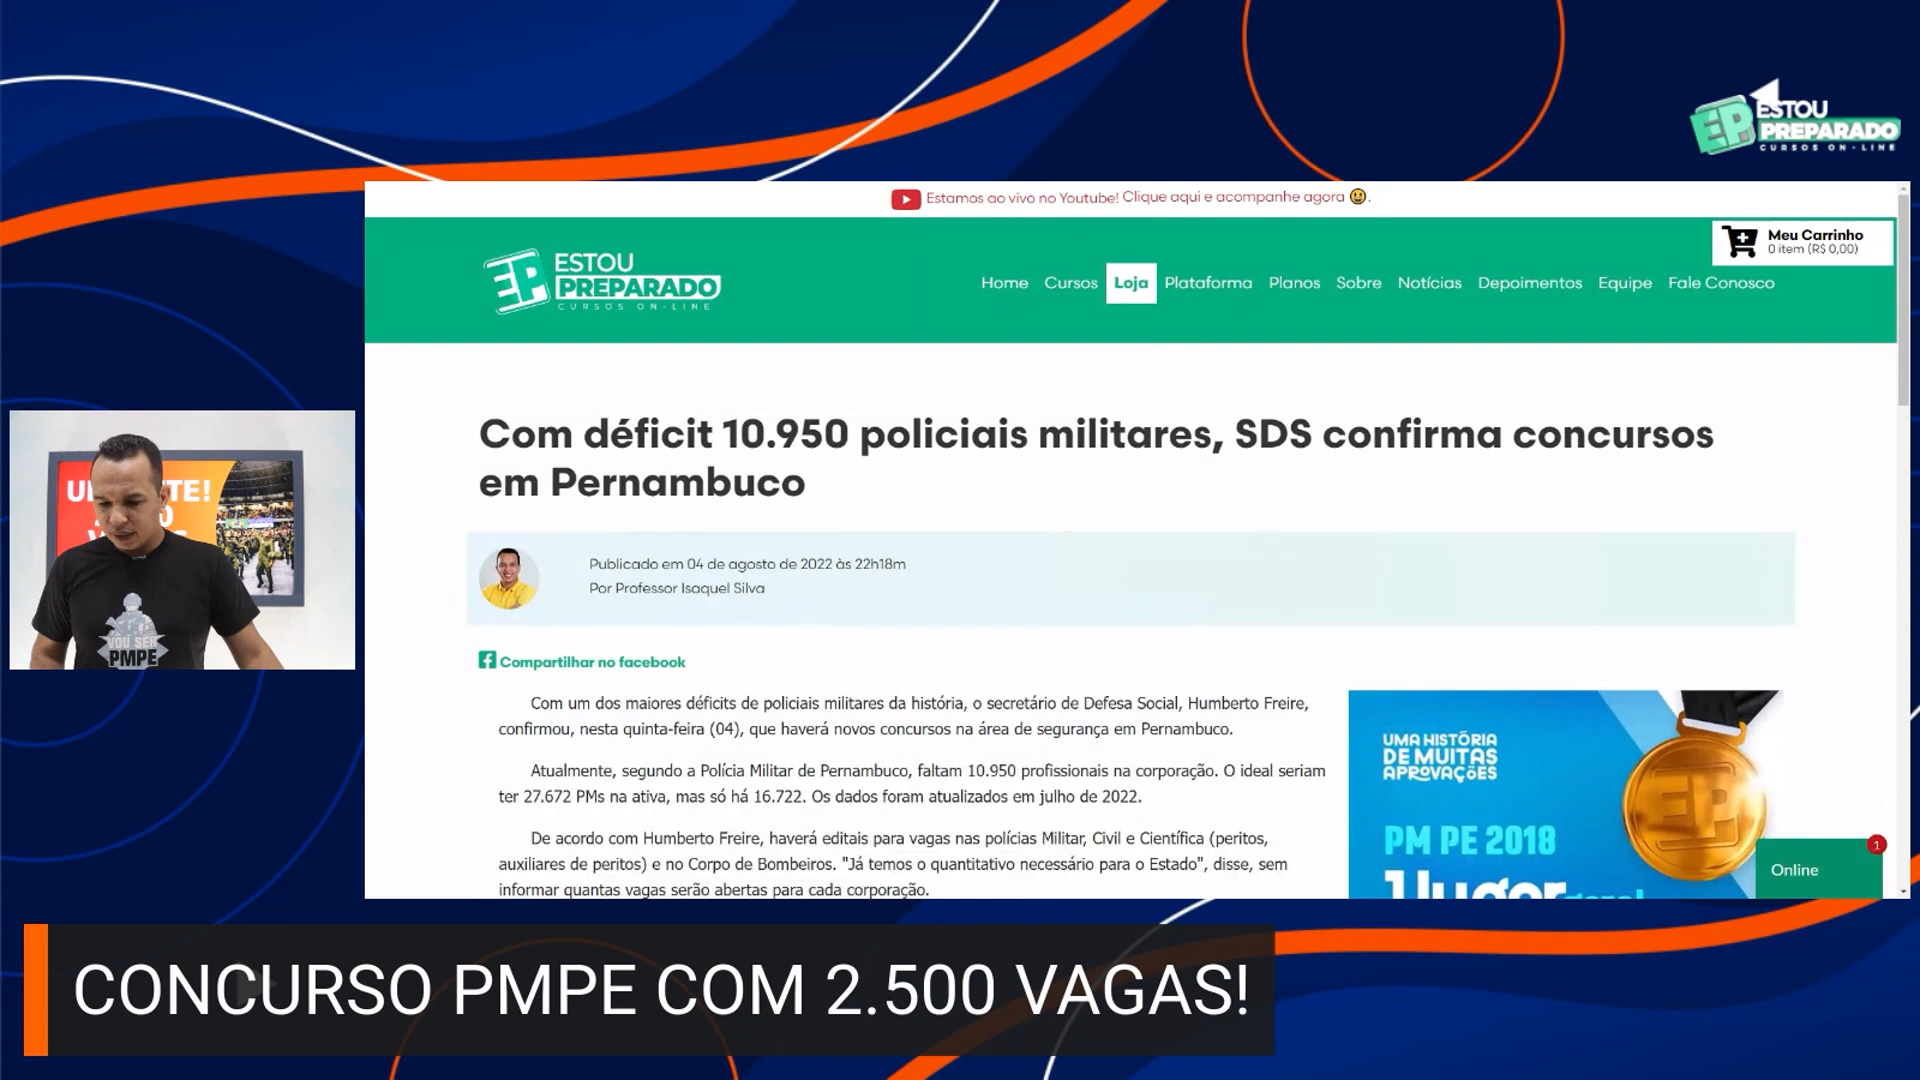 ESTOU
PREPARADO
CURSOS ON-LINE
Estamos ao vivo no Youtube! Clique aqui e acompanhe agora 😃.
Meu Carrinho
0 item (R$ 0,00)
EP ESTOU
PREPARADO
CURSOS ON-LINE
Home Cursos Loja Plataforma Planos Sobre Notícias Depoimentos Equipe Fale Conosco
Com déficit 10.950 policiais militares, SDS confirma concursos
em Pernambuco
Publicado em 04 de agosto de 2022 às 22h18m
Por Professor Isaquel Silva
Compartilhar no facebook
Com um dos maiores déficits de policiais militares da história, o secretário de Defesa Social, Humberto Freire,
confirmou, nesta quinta-feira (04), que haverá novos concursos na área de segurança em Pernambuco.
Atualmente, segundo a Polícia Militar de Pernambuco, faltam 10.950 profissionais na corporação. O ideal seriam
ter 27.672 PMs na ativa, mas só há 16.722. Os dados foram atualizados em julho de 2022.
De acordo com Humberto Freire, haverá editais para vagas nas polícias Militar, Civil e Científica (peritos,
auxiliares de peritos) e no Corpo de Bombeiros. "Já temos o quantitativo necessário para o Estado", disse, sem
informar quantas vagas serão abertas para cada corporação.
UMA HISTÓRIA
DE MUITAS
APROVAÇÕES
EP
PM PE 2018
Online
1
VOU SER
PMPE
CONCURSO PMPE COM 2.500 VAGAS!